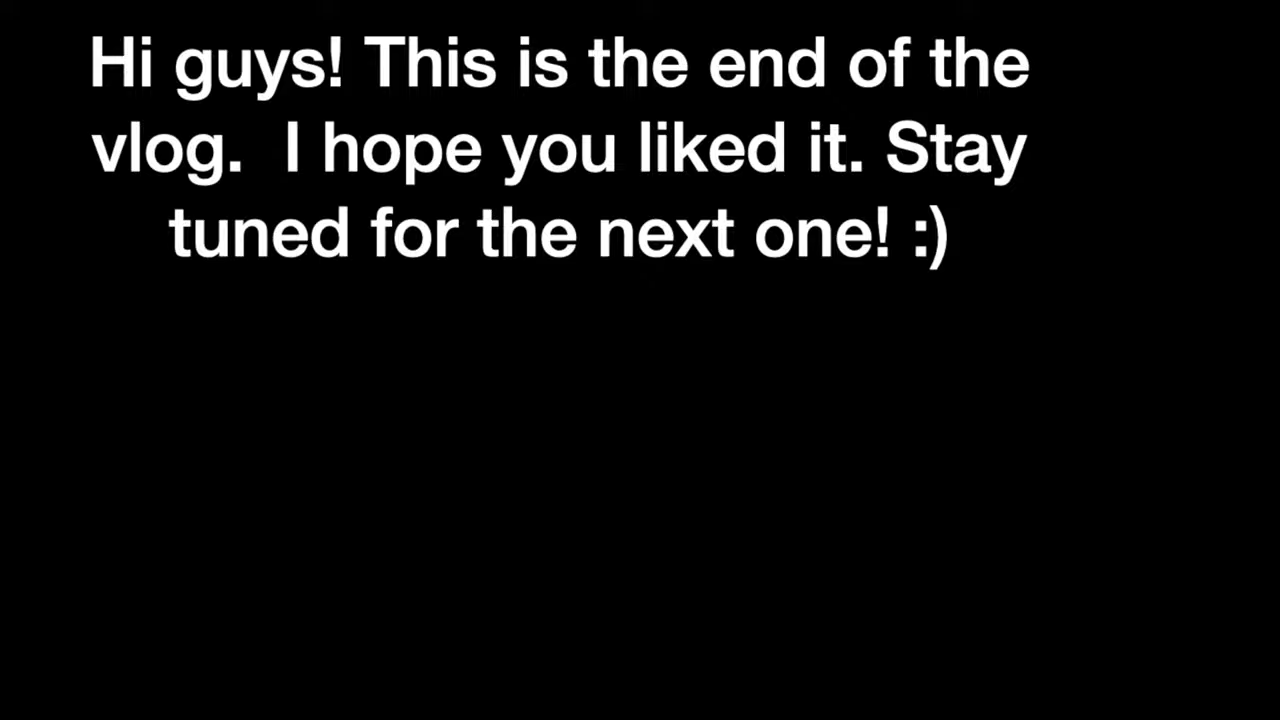 Hi guys! This is the end of the
vlog.  I hope you liked it. Stay
tuned for the next one! :)